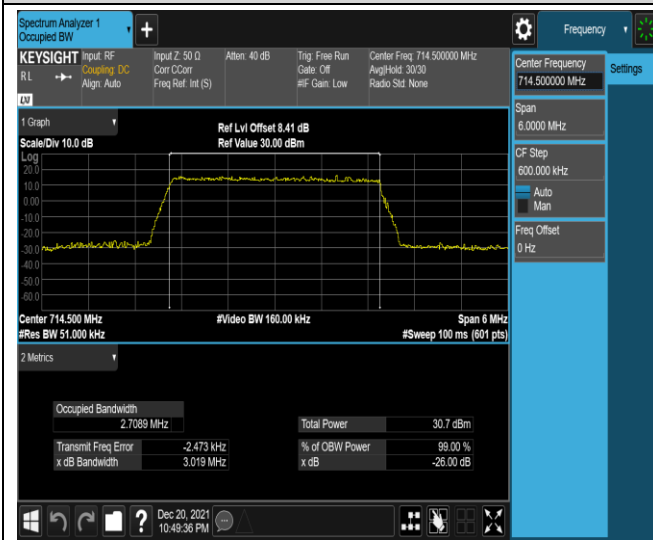 Spectrum Analyzer 1
Occupied BW
+
Frequency
KEYSIGHT
R L
LXI
Input: RF
Coupling: DC
Align: Auto
Input Z: 50 Ω
Corr CCorr
Freq Ref: Int (S)
Atten: 40 dB
Trig: Free Run
Gate: Off
#IF Gain: Low
Center Freq: 714.500000 MHz
Avg|Hold: 30/30
Radio Std: None
Center Frequency
714.500000 MHz
Settings
Span
6.0000 MHz
CF Step
600.000 kHz
Auto
Man
Freq Offset
0 Hz
1 Graph
Scale/Div 10.0 dB
Ref Lvl Offset 8.41 dB
Ref Value 30.00 dBm
Log
20.0
10.0
0.00
-10.0
-20.0
-30.0
-40.0
-50.0
-60.0
Center 714.500 MHz
#Video BW 160.00 kHz
Span 6 MHz
#Res BW 51.000 kHz
#Sweep 100 ms (601 pts)
2 Metrics
Occupied Bandwidth
2.7089 MHz
Total Power 30.7 dBm
Transmit Freq Error -2.473 kHz
% of OBW Power 99.00 %
x dB Bandwidth 3.019 MHz
x dB -26.00 dB
?
Dec 20, 2021
10:49:36 PM